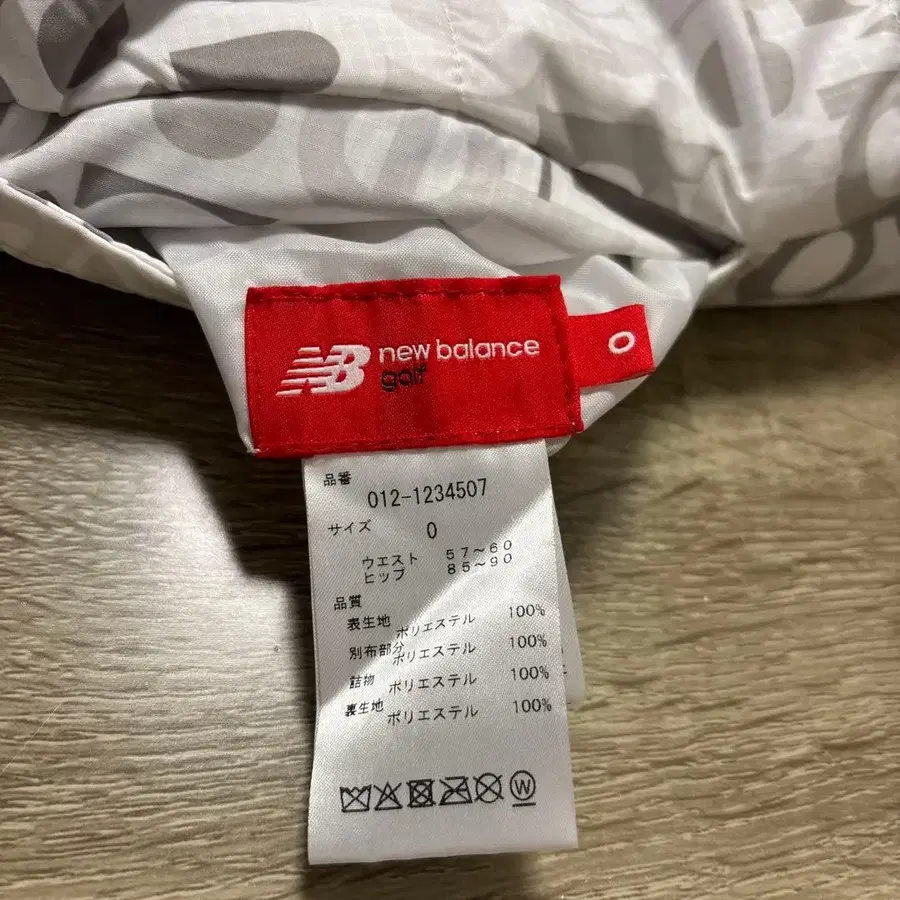 NB new balance
golf
0
品番
012-1234507
サイズ 0
ウエスト 57～60
ヒップ 85～90
品質
表生地 ポリエステル 100%
別布部分 ポリエステル 100%
詰物 ポリエステル 100%
裏生地 ポリエステル 100%
W